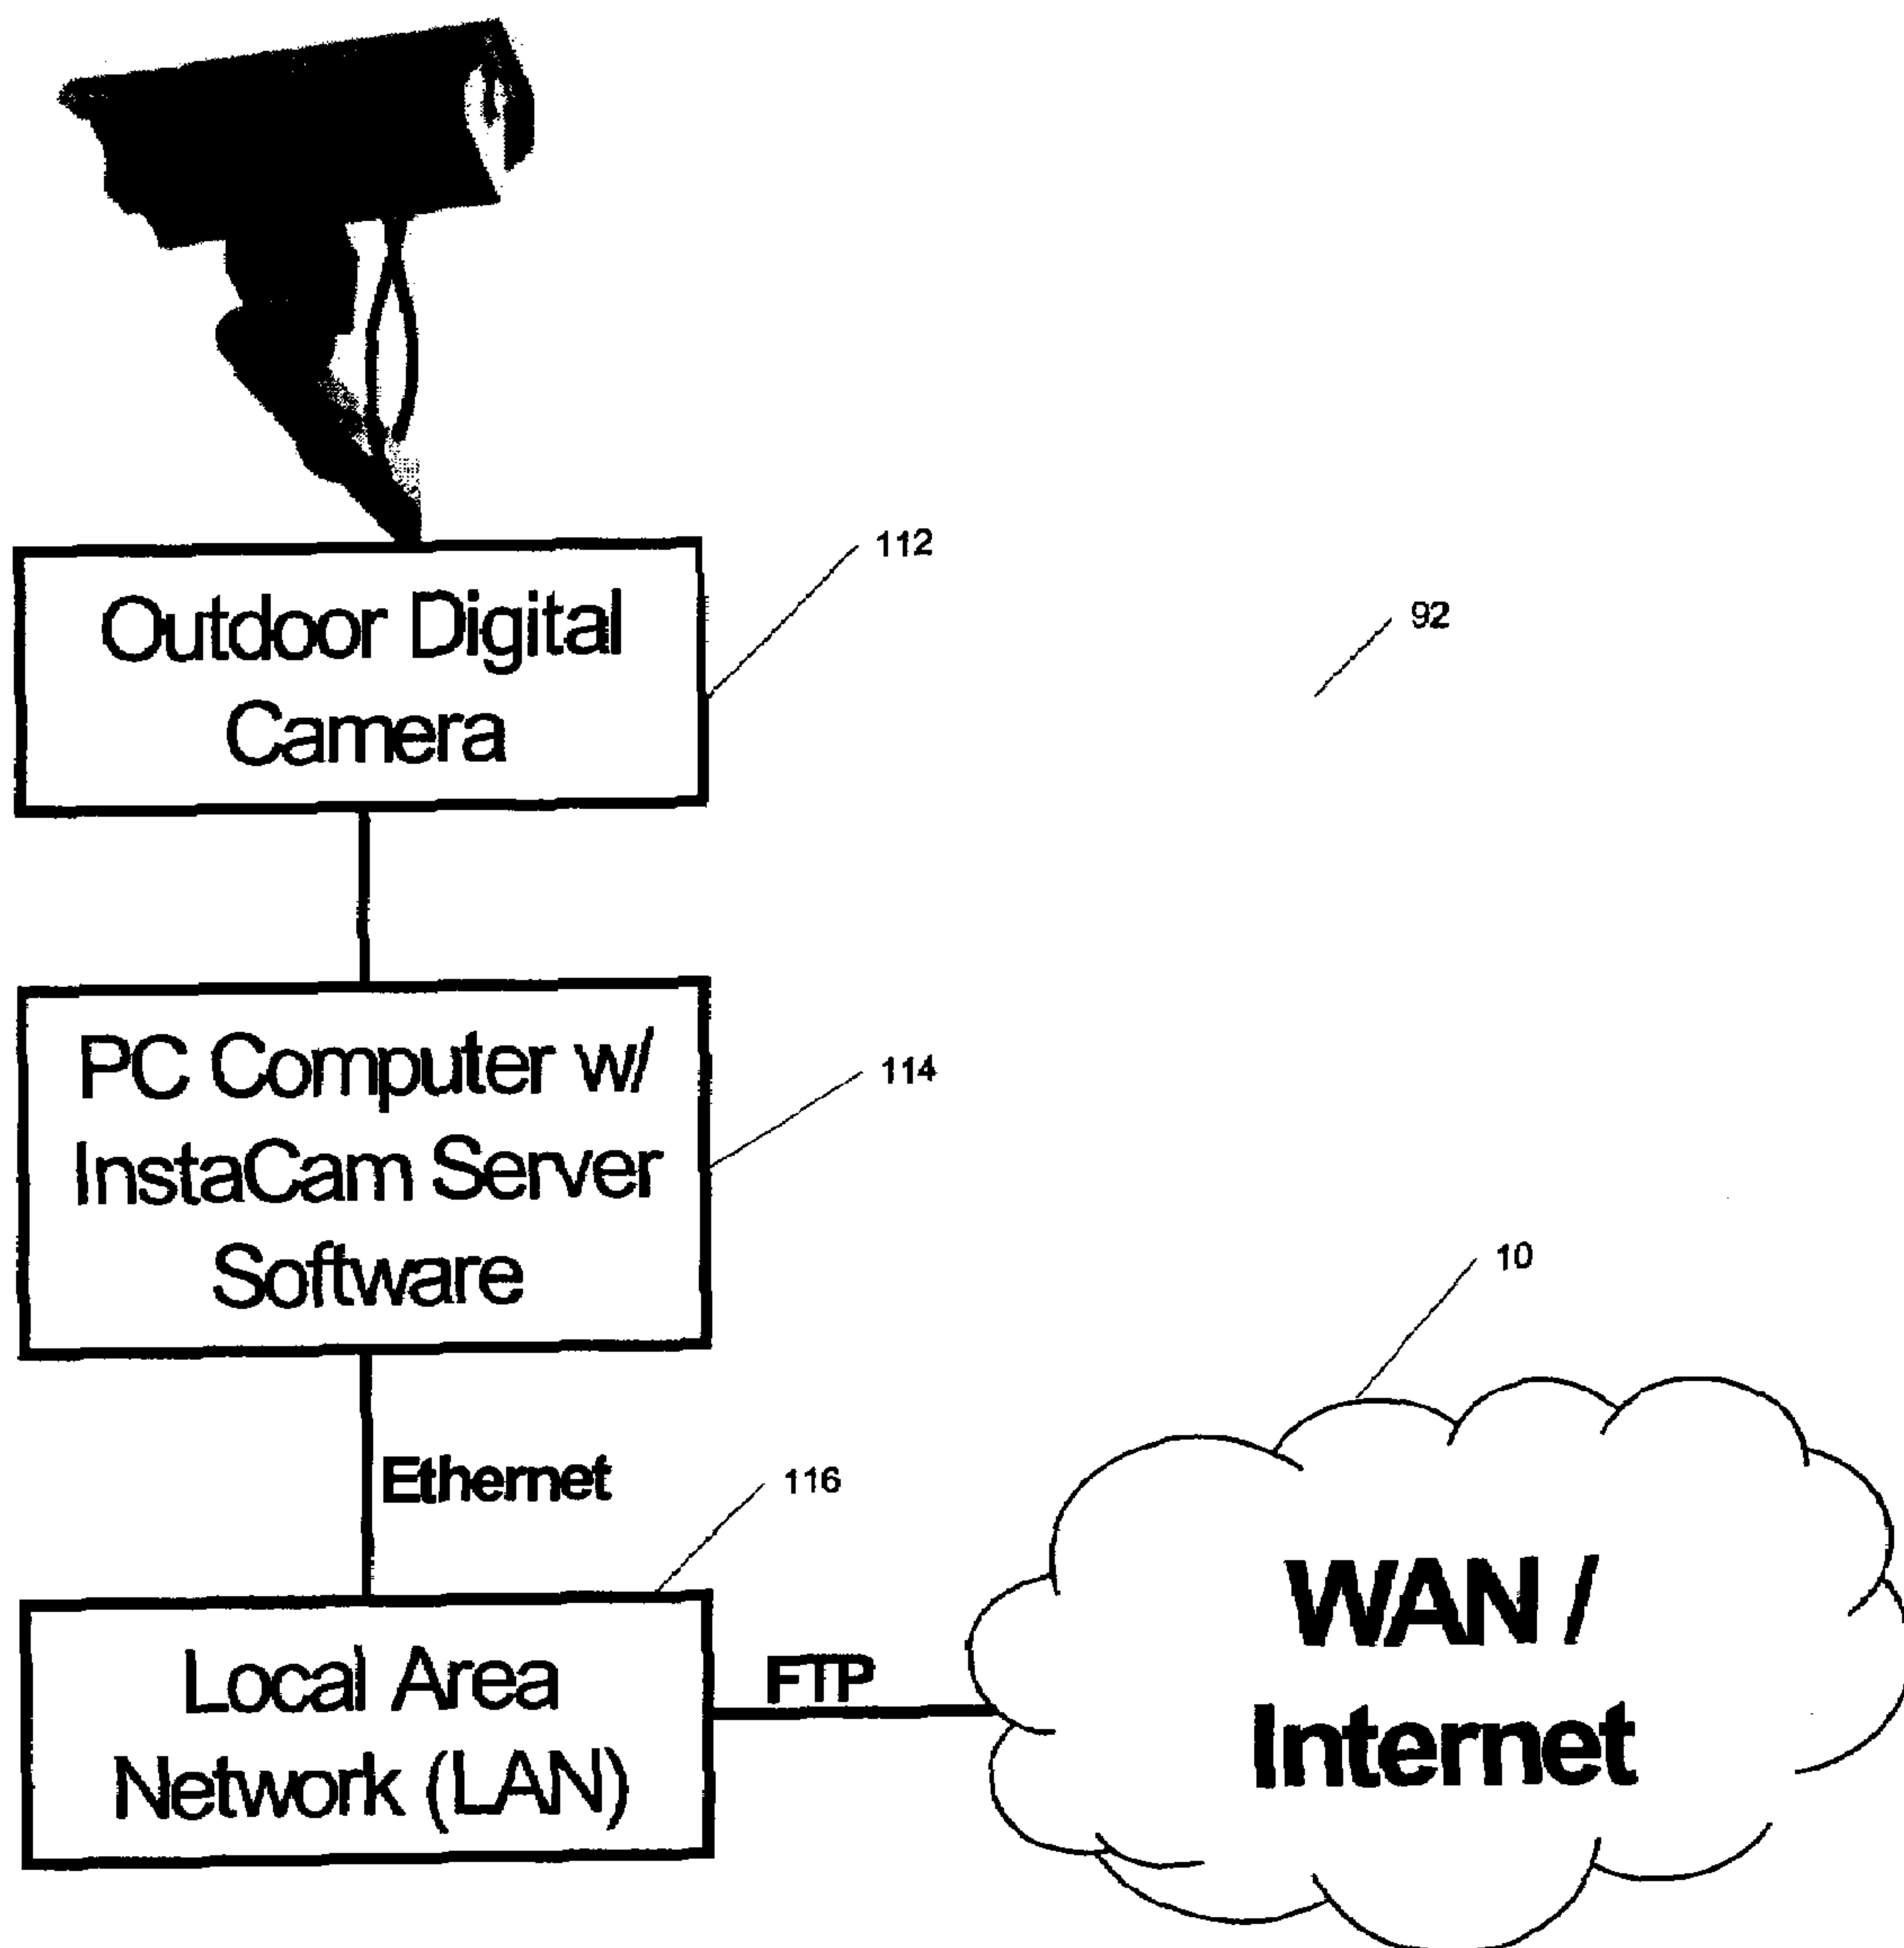 112
Outdoor Digital
Camera
92
PC Computer w/
InstaCam Server
Software
114
10
Ethernet
116
Local Area
Network (LAN)
FTP
WAN /
Internet